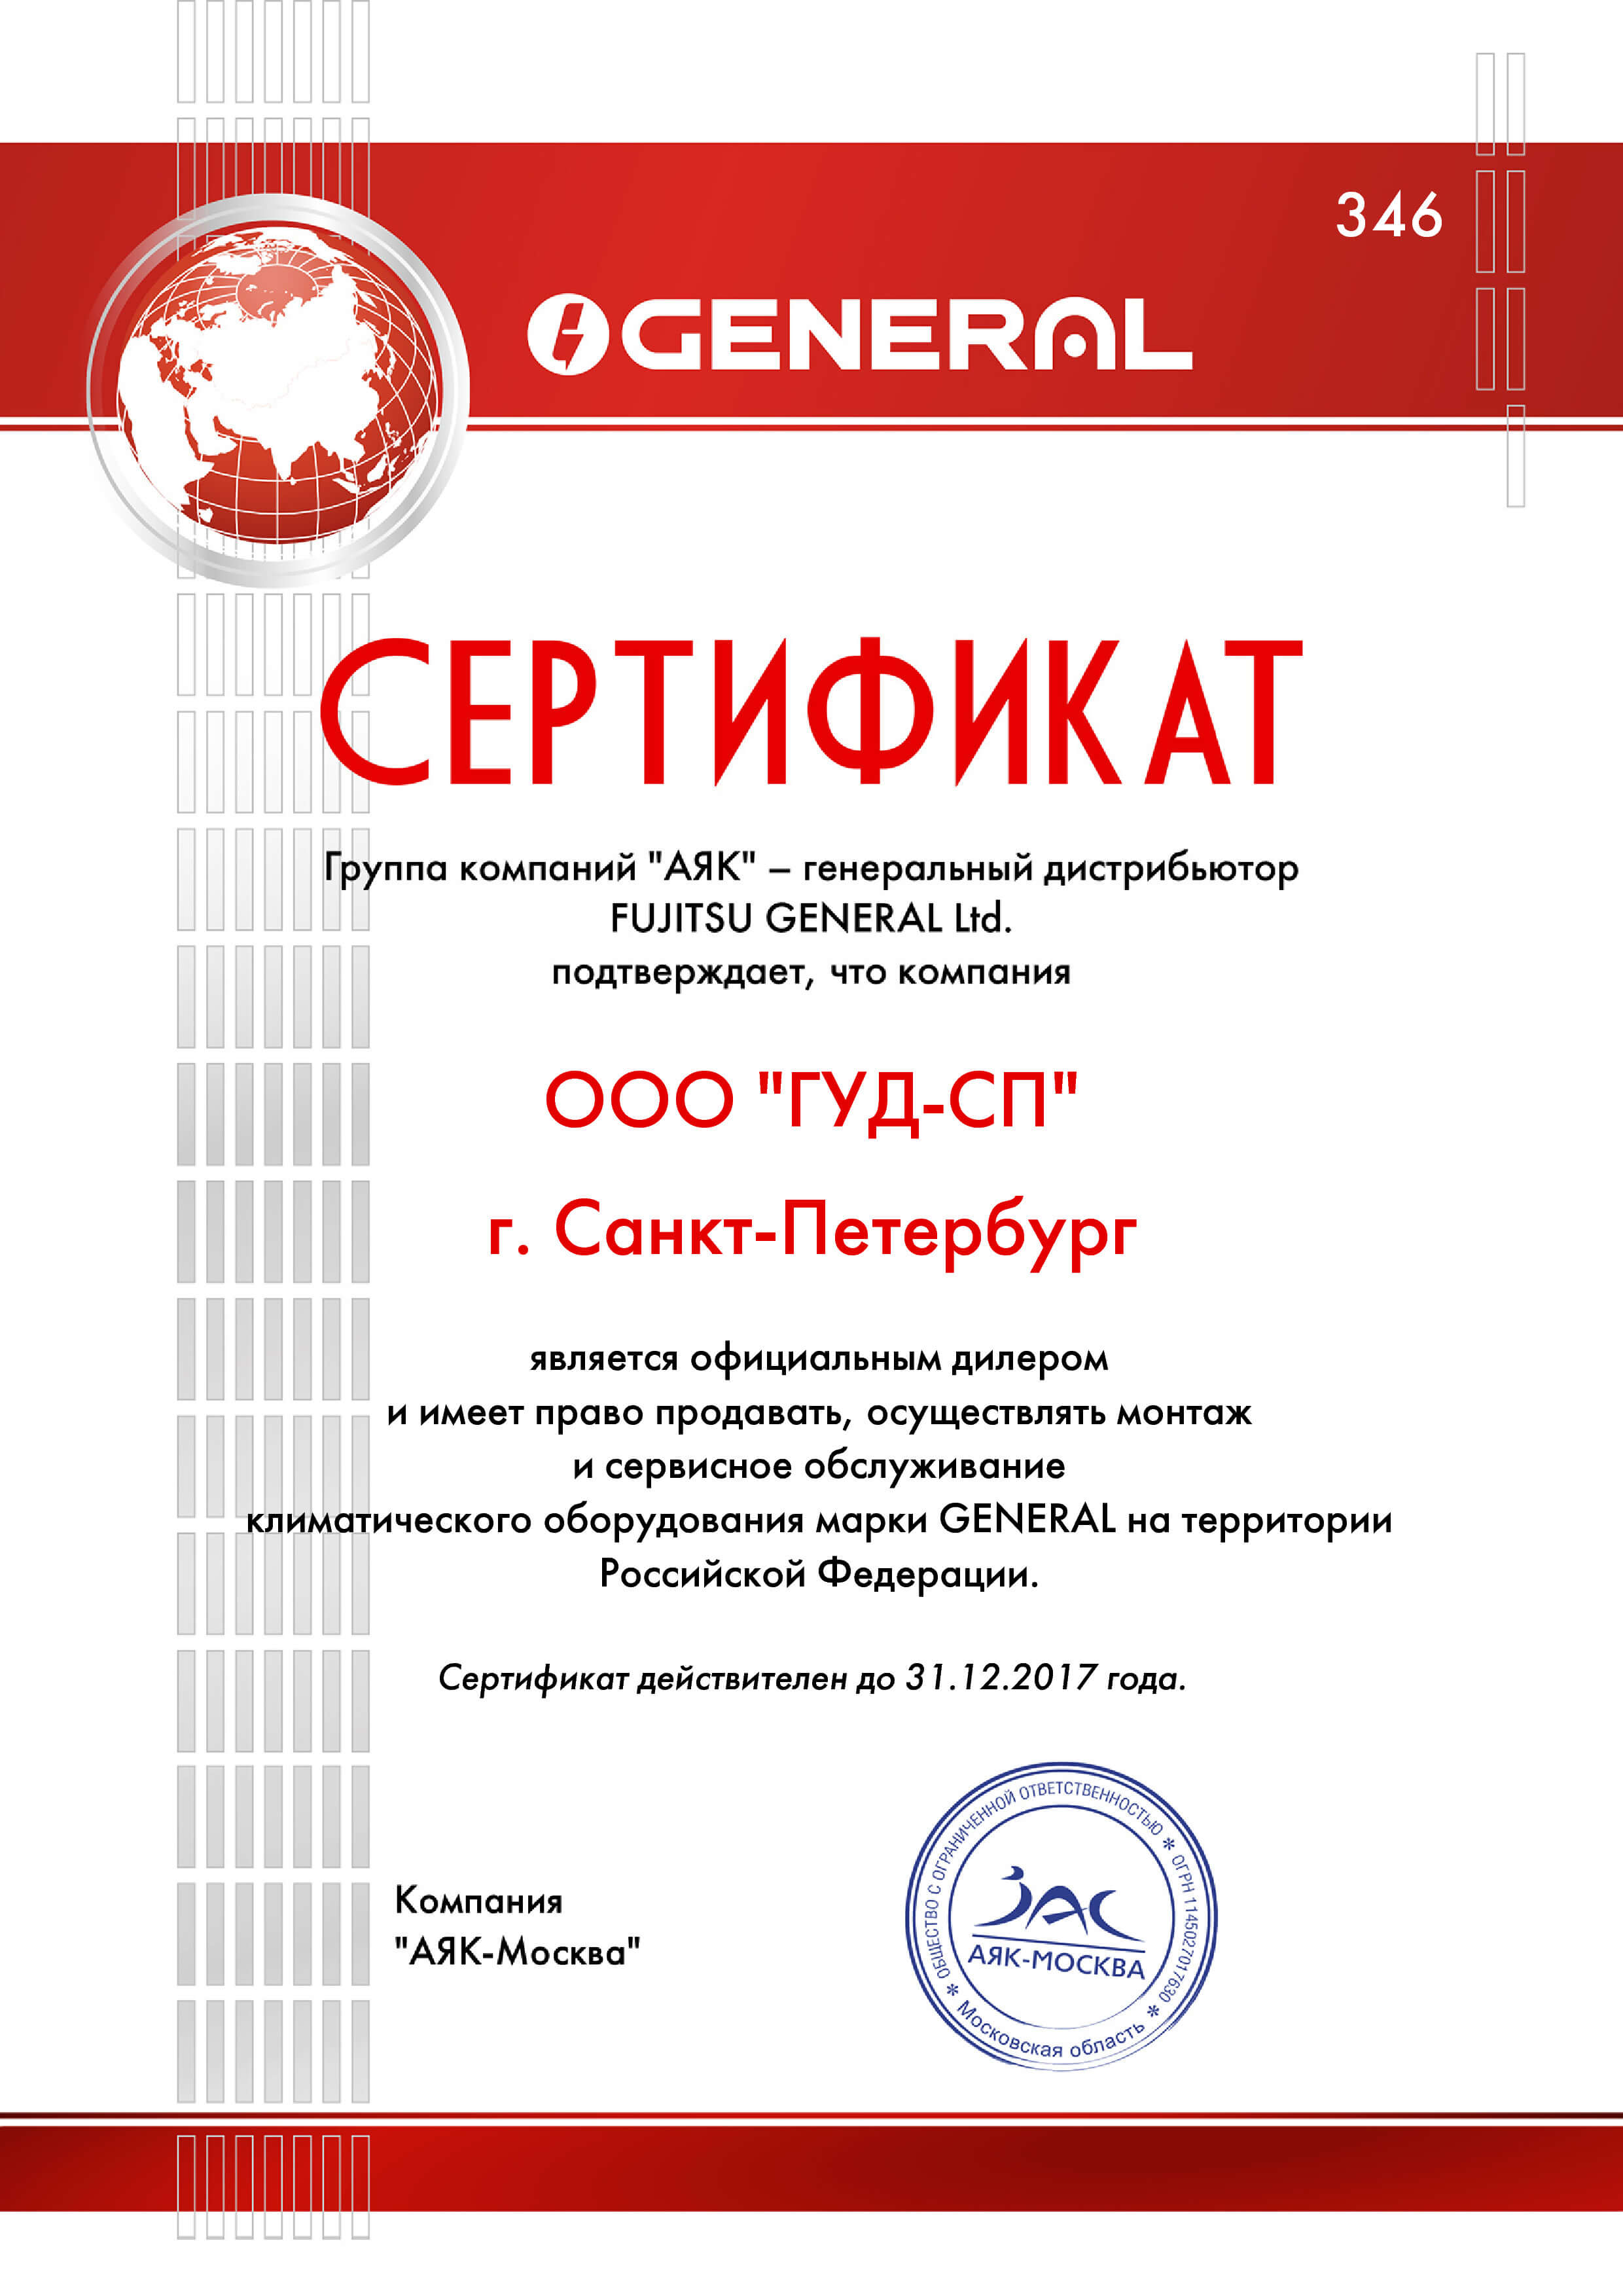 346
GENERAL
СЕРТИФИКАТ
Группа компаний "АЯК" – генеральный дистрибьютор
FUJITSU GENERAL Ltd.
подтверждает, что компания
ООО "ГУД-СП"
г. Санкт-Петербург
является официальным дилером
и имеет право продавать, осуществлять монтаж
и сервисное обслуживание
климатического оборудования марки GENERAL на территории
Российской Федерации.
Сертификат действителен до 31.12.2017 года.
Компания
"АЯК-Москва"
ОБЩЕСТВО С ОГРАНИЧЕННОЙ ОТВЕТСТВЕННОСТЬЮ * ОГРН 1145027017630 *
JAC
АЯК-МОСКВА
* Московская область